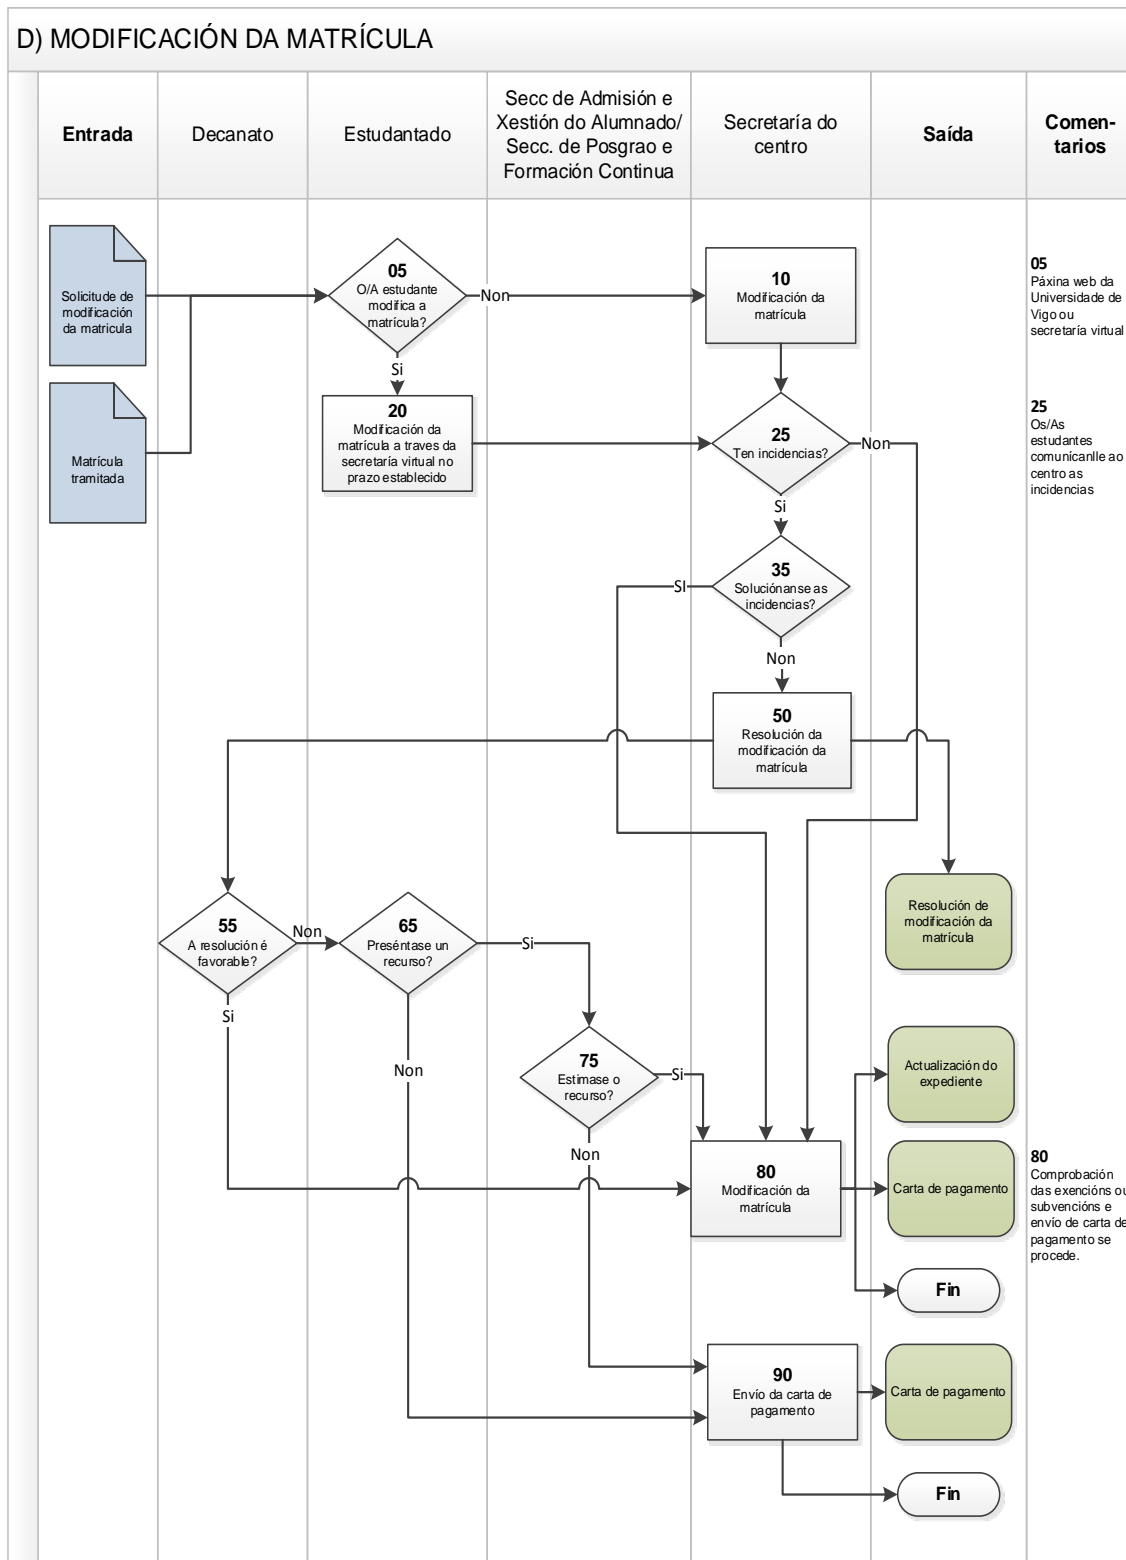 D) MODIFICACIÓN DA MATRÍCULA
Entrada
Decanato
Estudantado
Secc de Admisión e
Xestión do Alumnado/
Secc. de Posgrao e
Formación Continua
Secretaría do
centro
Saída
Comen-
tarios
Solicitude de
modificación
da matricula
05
O/A estudante
modifica a
matrícula?
Non
10
Modificación da
matrícula
05
Páxina web da
Universidade de
Vigo ou
secretaría virtual
Si
Matrícula
tramitada
20
Modificación da
matrícula a traves da
secretaría virtual no
prazo establecido
25
Ten incidencias?
Non
25
Os/As
estudantes
comunícanlle ao
centro as
incidencias
Si
35
Soluciónanse as
incidencias?
SI
Non
50
Resolución da
modificación da
matrícula
Resolución de
modificación da
matrícula
55
A resolución é
favorable?
Non
65
Preséntase un
recurso?
Si
Si
Non
75
Estímase o
recurso?
Si
Non
Actualización do
expediente
80
Modificación da
matrícula
Carta de pagamento
80
Comprobación
das exencións ou
subvencións e
envío de carta de
pagamento se
procede.
Fin
90
Envío da carta de
pagamento
Carta de pagamento
Fin